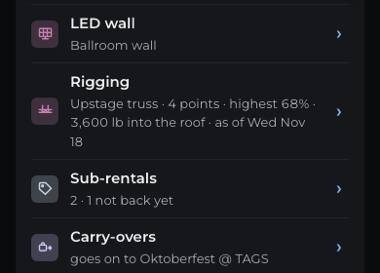 LED wall
Ballroom wall
Rigging
Upstage truss · 4 points · highest 68% ·
3,600 lb into the roof · as of Wed Nov
18
Sub-rentals
2 · 1 not back yet
Carry-overs
goes on to Oktoberfest @ TAGS